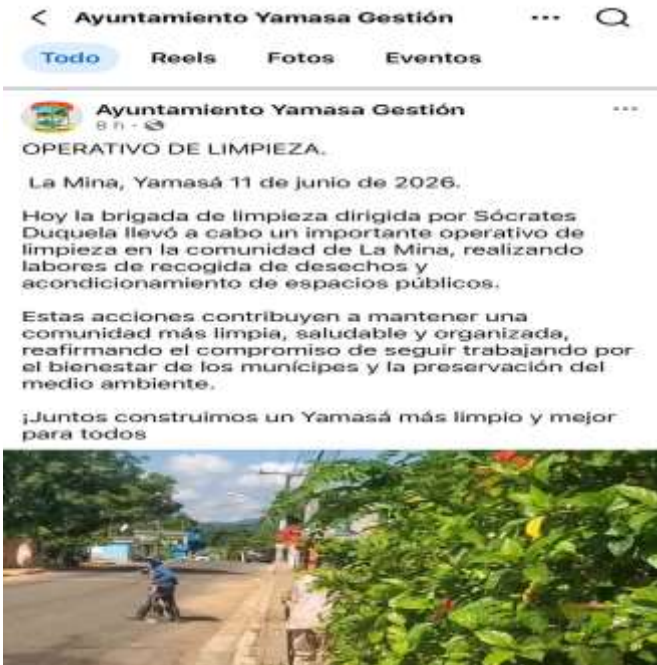 Ayuntamiento Yamasa Gestión
Todo Reels Fotos Eventos
Ayuntamiento Yamasa Gestión
8 h
OPERATIVO DE LIMPIEZA.
La Mina, Yamasá 11 de junio de 2026.
Hoy la brigada de limpieza dirigida por Sócrates
Duquela llevó a cabo un importante operativo de
limpieza en la comunidad de La Mina, realizando
labores de recogida de desechos y
acondicionamiento de espacios públicos.
Estas acciones contribuyen a mantener una
comunidad más limpia, saludable y organizada,
reafirmando el compromiso de seguir trabajando por
el bienestar de los munícipes y la preservación del
medio ambiente.
¡Juntos construimos un Yamasá más limpio y mejor
para todos